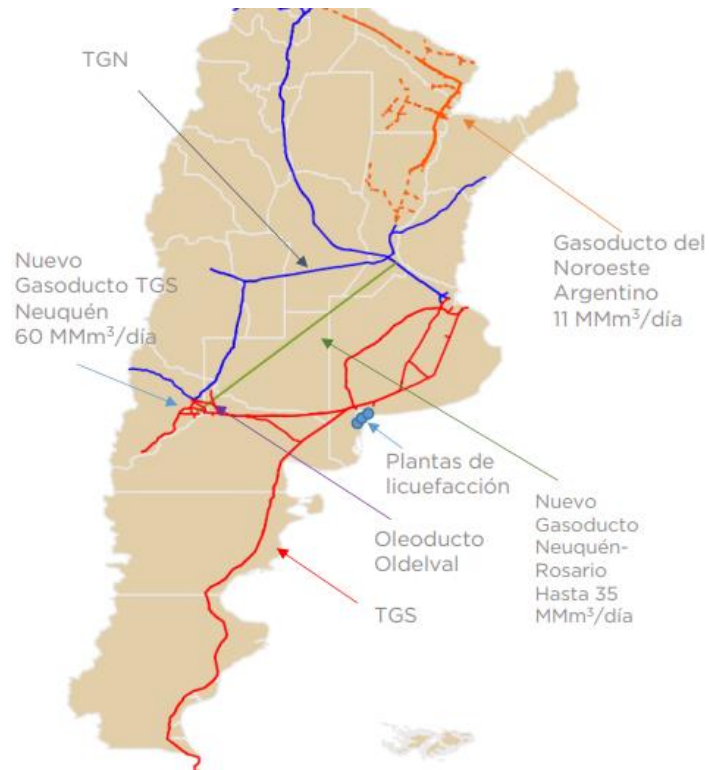 TGN
Nuevo
Gasoducto TGS
Neuquén
60 MMm³/día
Gasoducto del
Noroeste
Argentino
11 MMm³/día
Plantas de
licuefacción
Oleoducto
Oldelval
Nuevo
Gasoducto
Neuquén-
Rosario
Hasta 35
MMm³/día
TGS